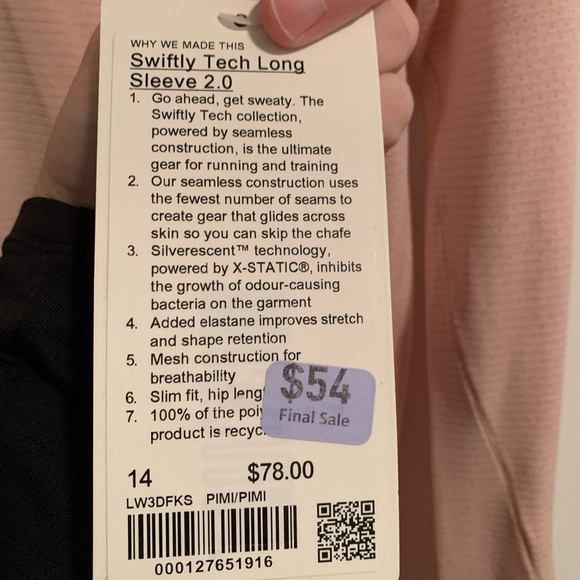 WHY WE MADE THIS
Swiftly Tech Long
Sleeve 2.0
1. Go ahead, get sweaty. The
Swiftly Tech collection,
powered by seamless
construction, is the ultimate
gear for running and training
2. Our seamless construction uses
the fewest number of seams to
create gear that glides across
skin so you can skip the chafe
3. Silverescent™ technology,
powered by X-STATIC®, inhibits
the growth of odour-causing
bacteria on the garment
4. Added elastane improves stretch
and shape retention
5. Mesh construction for
breathability
6. Slim fit, hip leng
7. 100% of the
product is
$54
Final Sale
14 $78.00
LW3DFKS PIMI/PIMI
000127651916